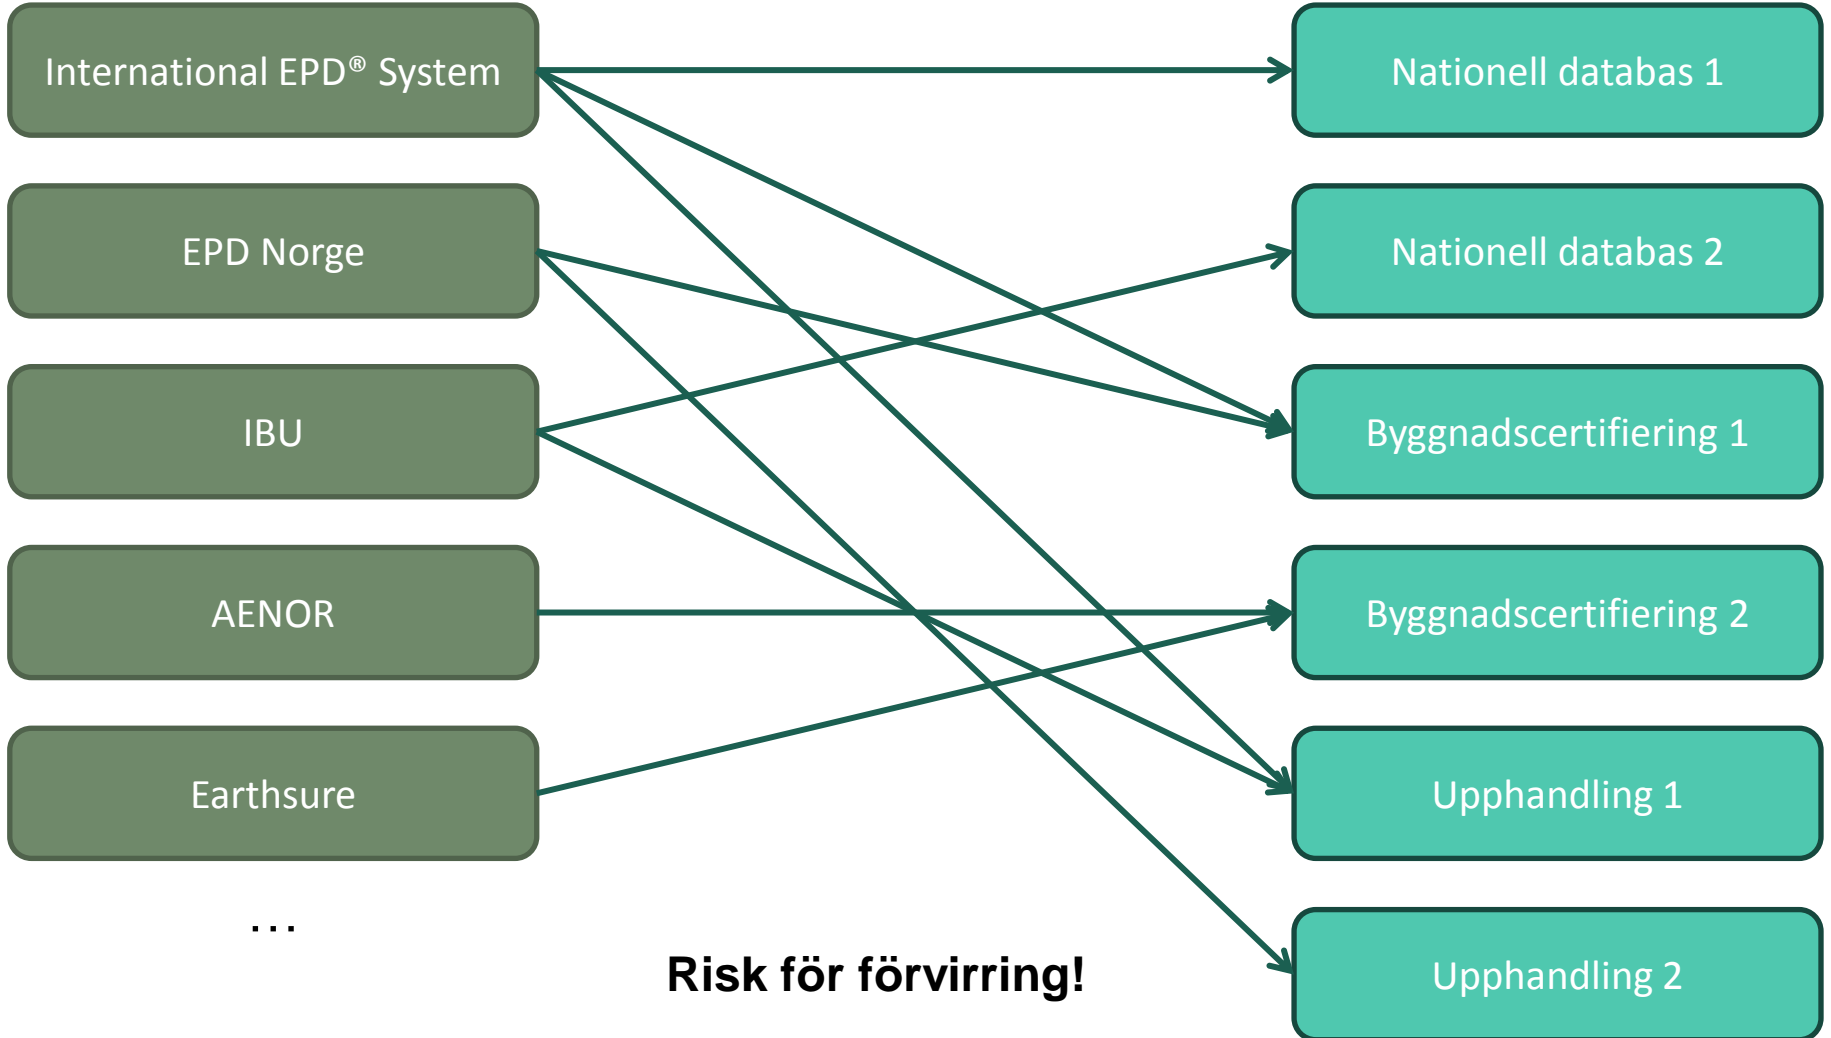 International EPD® System
EPD Norge
IBU
AENOR
Earthsure
...
Nationell databas 1
Nationell databas 2
Byggnadscertifiering 1
Byggnadscertifiering 2
Upphandling 1
Upphandling 2
Risk för förvirring!